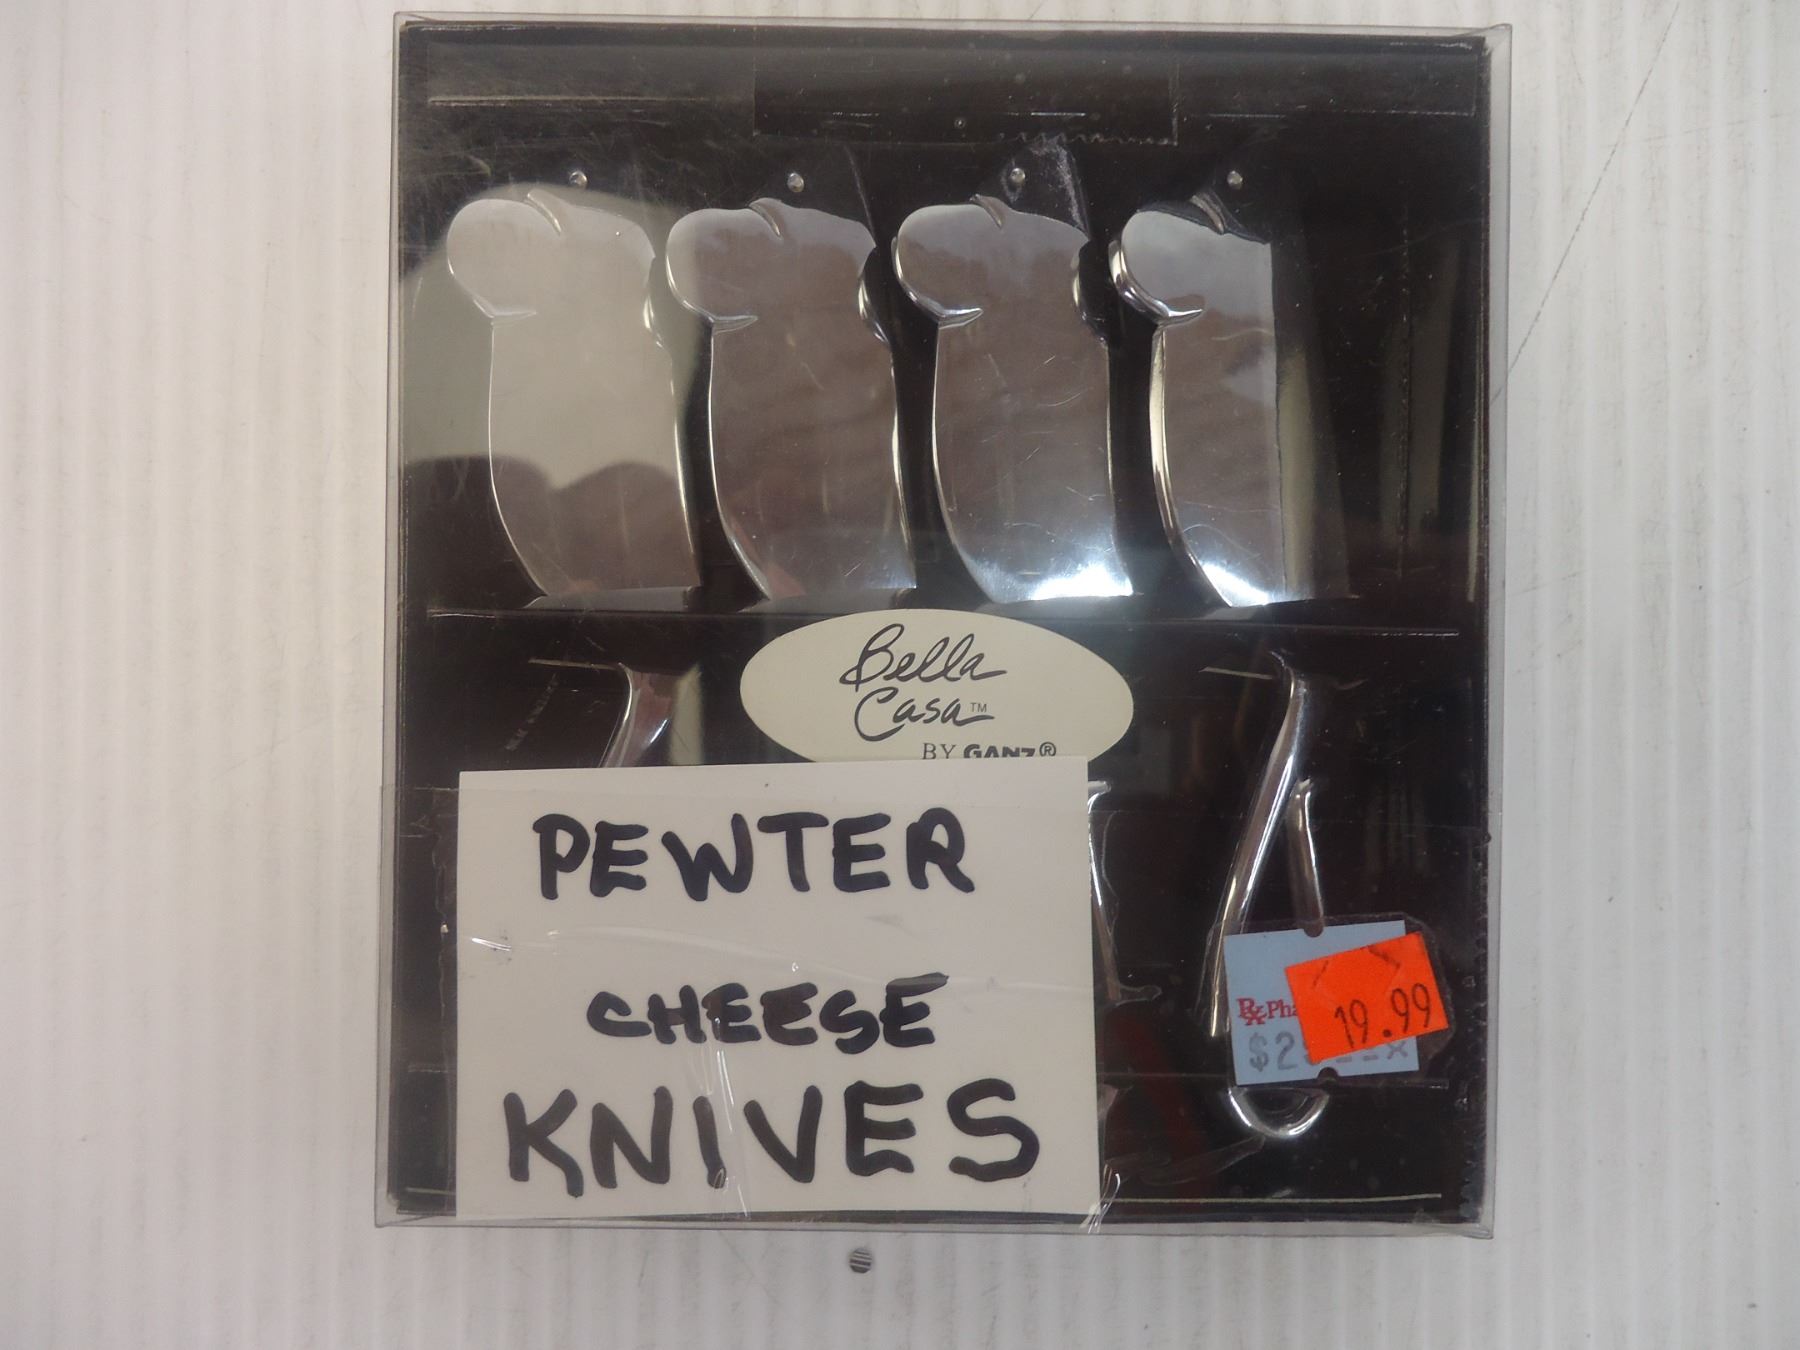 Bella
Casa™
BY GANZ®
PEWTER
CHEESE
KNIVES
19.99